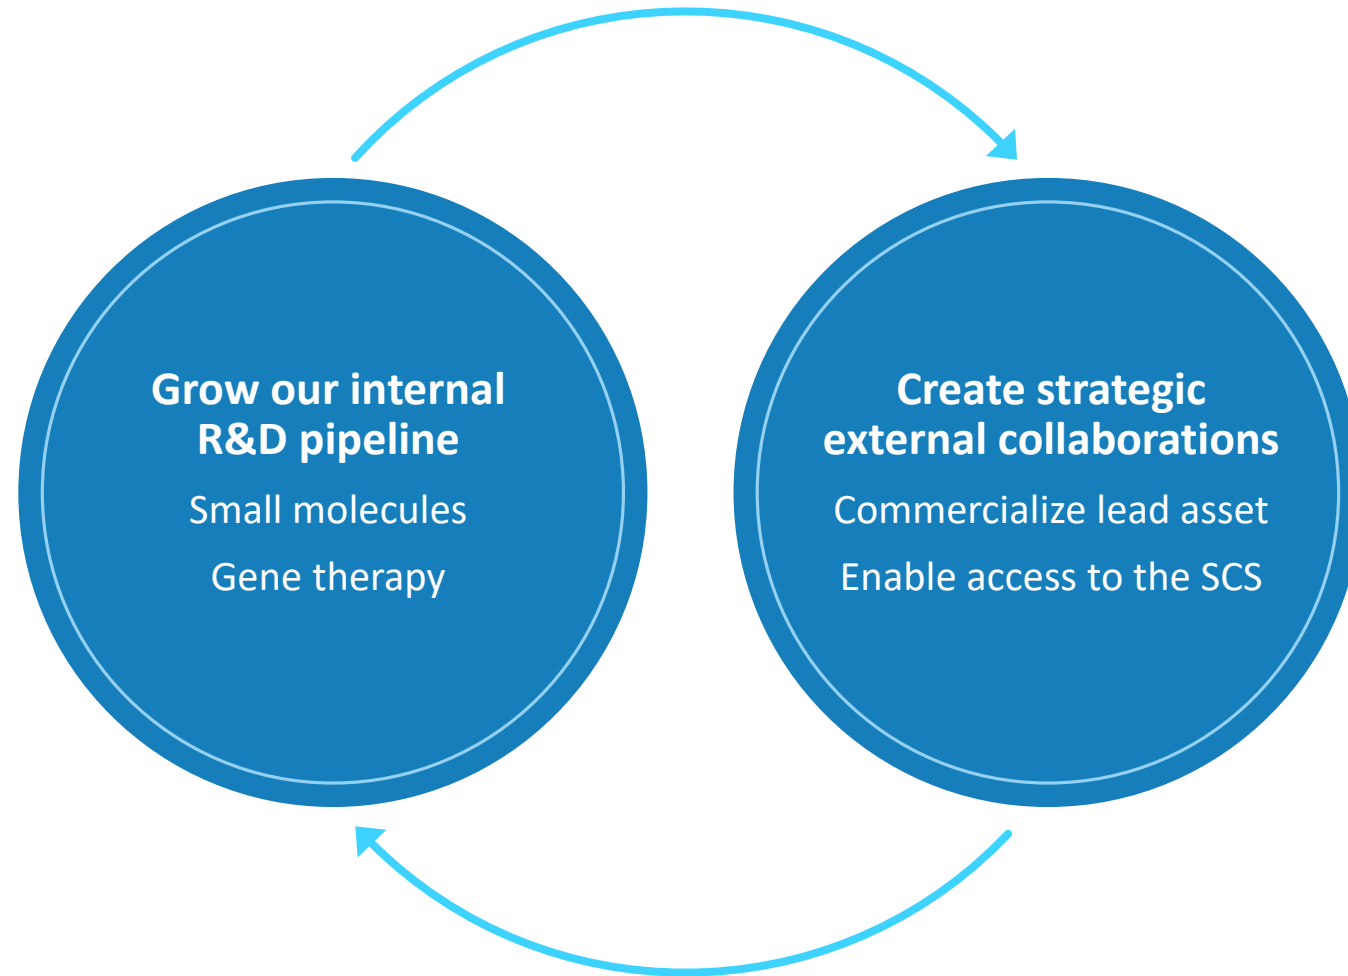 Grow our internal
R&D pipeline
Small molecules
Gene therapy
Create strategic
external collaborations
Commercialize lead asset
Enable access to the SCS